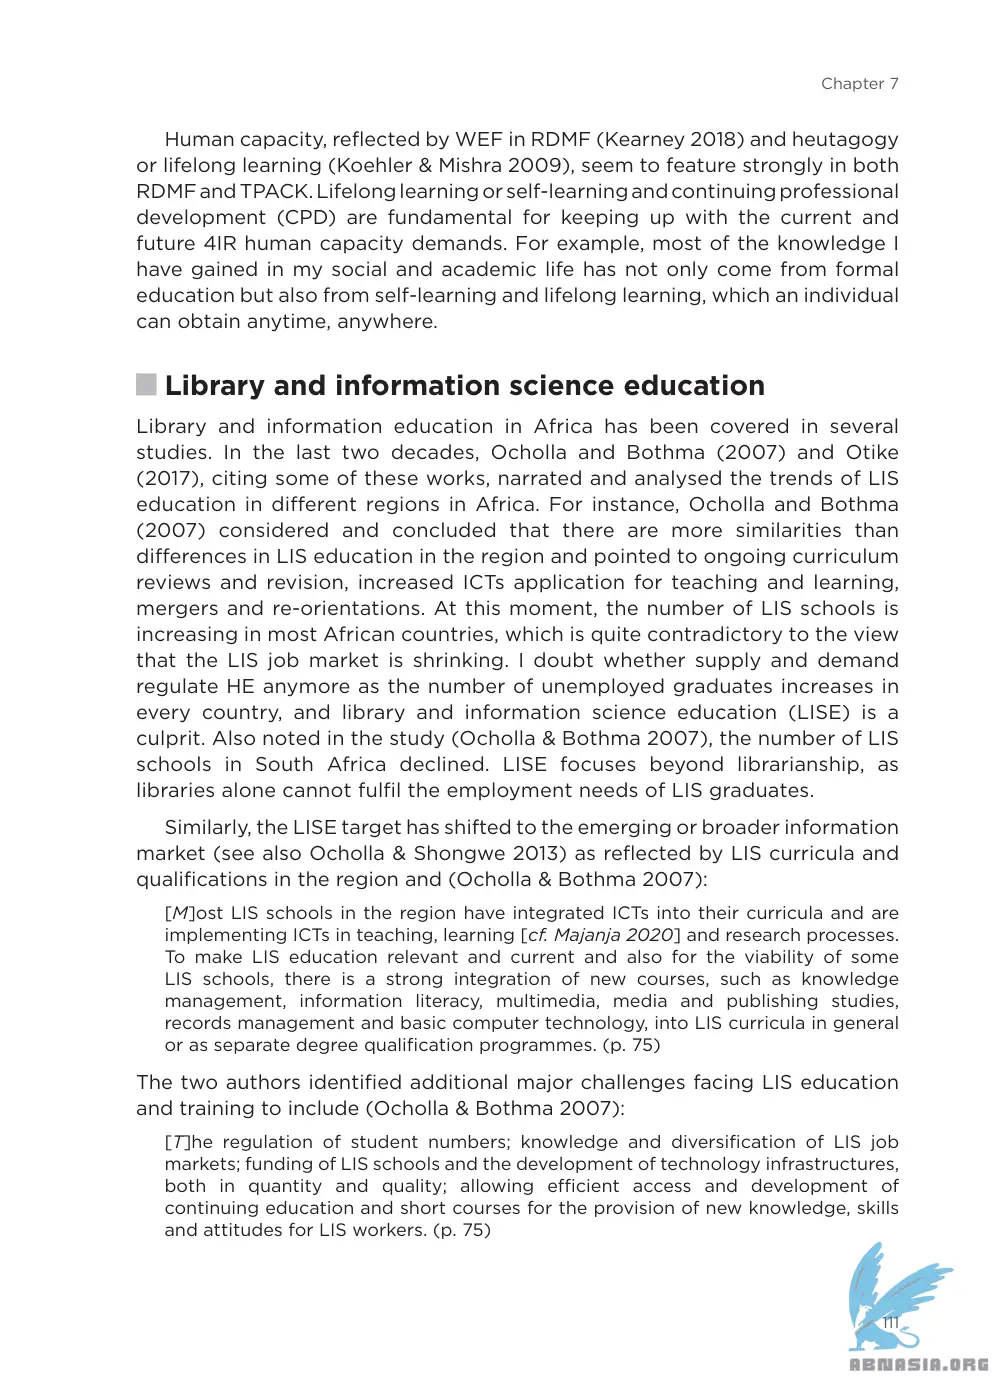 Chapter 7
Human capacity, reflected by WEF in RDMF (Kearney 2018) and heutagogy
or lifelong learning (Koehler & Mishra 2009), seem to feature strongly in both
RDMF and TPACK. Lifelong learning or self-learning and continuing professional
development (CPD) are fundamental for keeping up with the current and
future 4IR human capacity demands. For example, most of the knowledge I
have gained in my social and academic life has not only come from formal
education but also from self-learning and lifelong learning, which an individual
can obtain anytime, anywhere.
Library and information science education
Library and information education in Africa has been covered in several
studies. In the last two decades, Ocholla and Bothma (2007) and Otike
(2017), citing some of these works, narrated and analysed the trends of LIS
education in different regions in Africa. For instance, Ocholla and Bothma
(2007) considered and concluded that there are more similarities than
differences in LIS education in the region and pointed to ongoing curriculum
reviews and revision, increased ICTs application for teaching and learning,
mergers and re-orientations. At this moment, the number of LIS schools is
increasing in most African countries, which is quite contradictory to the view
that the LIS job market is shrinking. I doubt whether supply and demand
regulate HE anymore as the number of unemployed graduates increases in
every country, and library and information science education (LISE) is a
culprit. Also noted in the study (Ocholla & Bothma 2007), the number of LIS
schools in South Africa declined. LISE focuses beyond librarianship, as
libraries alone cannot fulfil the employment needs of LIS graduates.
Similarly, the LISE target has shifted to the emerging or broader information
market (see also Ocholla & Shongwe 2013) as reflected by LIS curricula and
qualifications in the region and (Ocholla & Bothma 2007):
[M]ost LIS schools in the region have integrated ICTs into their curricula and are
implementing ICTs in teaching, learning [cf. Majanja 2020] and research processes.
To make LIS education relevant and current and also for the viability of some
LIS schools, there is a strong integration of new courses, such as knowledge
management, information literacy, multimedia, media and publishing studies,
records management and basic computer technology, into LIS curricula in general
or as separate degree qualification programmes. (p. 75)
The two authors identified additional major challenges facing LIS education
and training to include (Ocholla & Bothma 2007):
[T]he regulation of student numbers; knowledge and diversification of LIS job
markets; funding of LIS schools and the development of technology infrastructures,
both in quantity and quality; allowing efficient access and development of
continuing education and short courses for the provision of new knowledge, skills
and attitudes for LIS workers. (p. 75)
111
ABNASIA.ORG